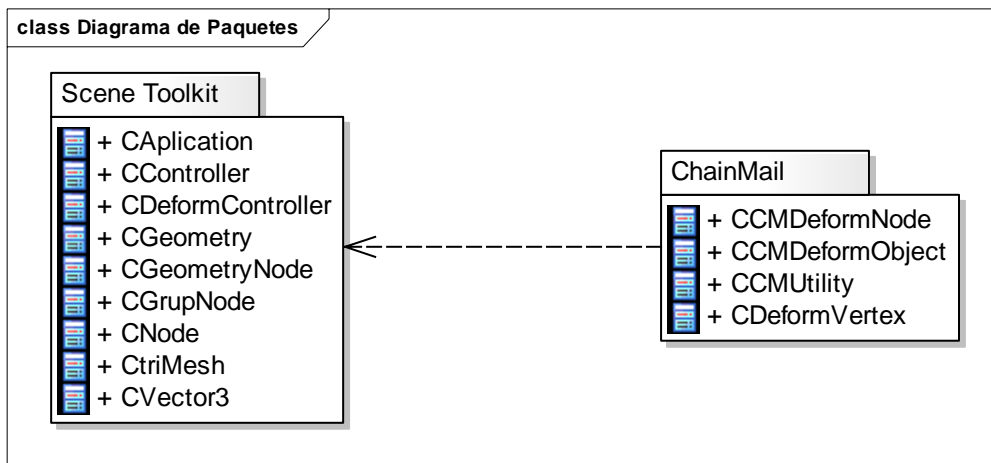 class Diagrama de Paquetes
Scene Toolkit
+ CAplication
+ CController
+ CDeformController
+ CGeometry
+ CGeometryNode
+ CGrupNode
+ CNode
+ CtriMesh
+ CVector3
ChainMail
+ CCMDeformNode
+ CCMDeformObject
+ CCMUtility
+ CDeformVertex